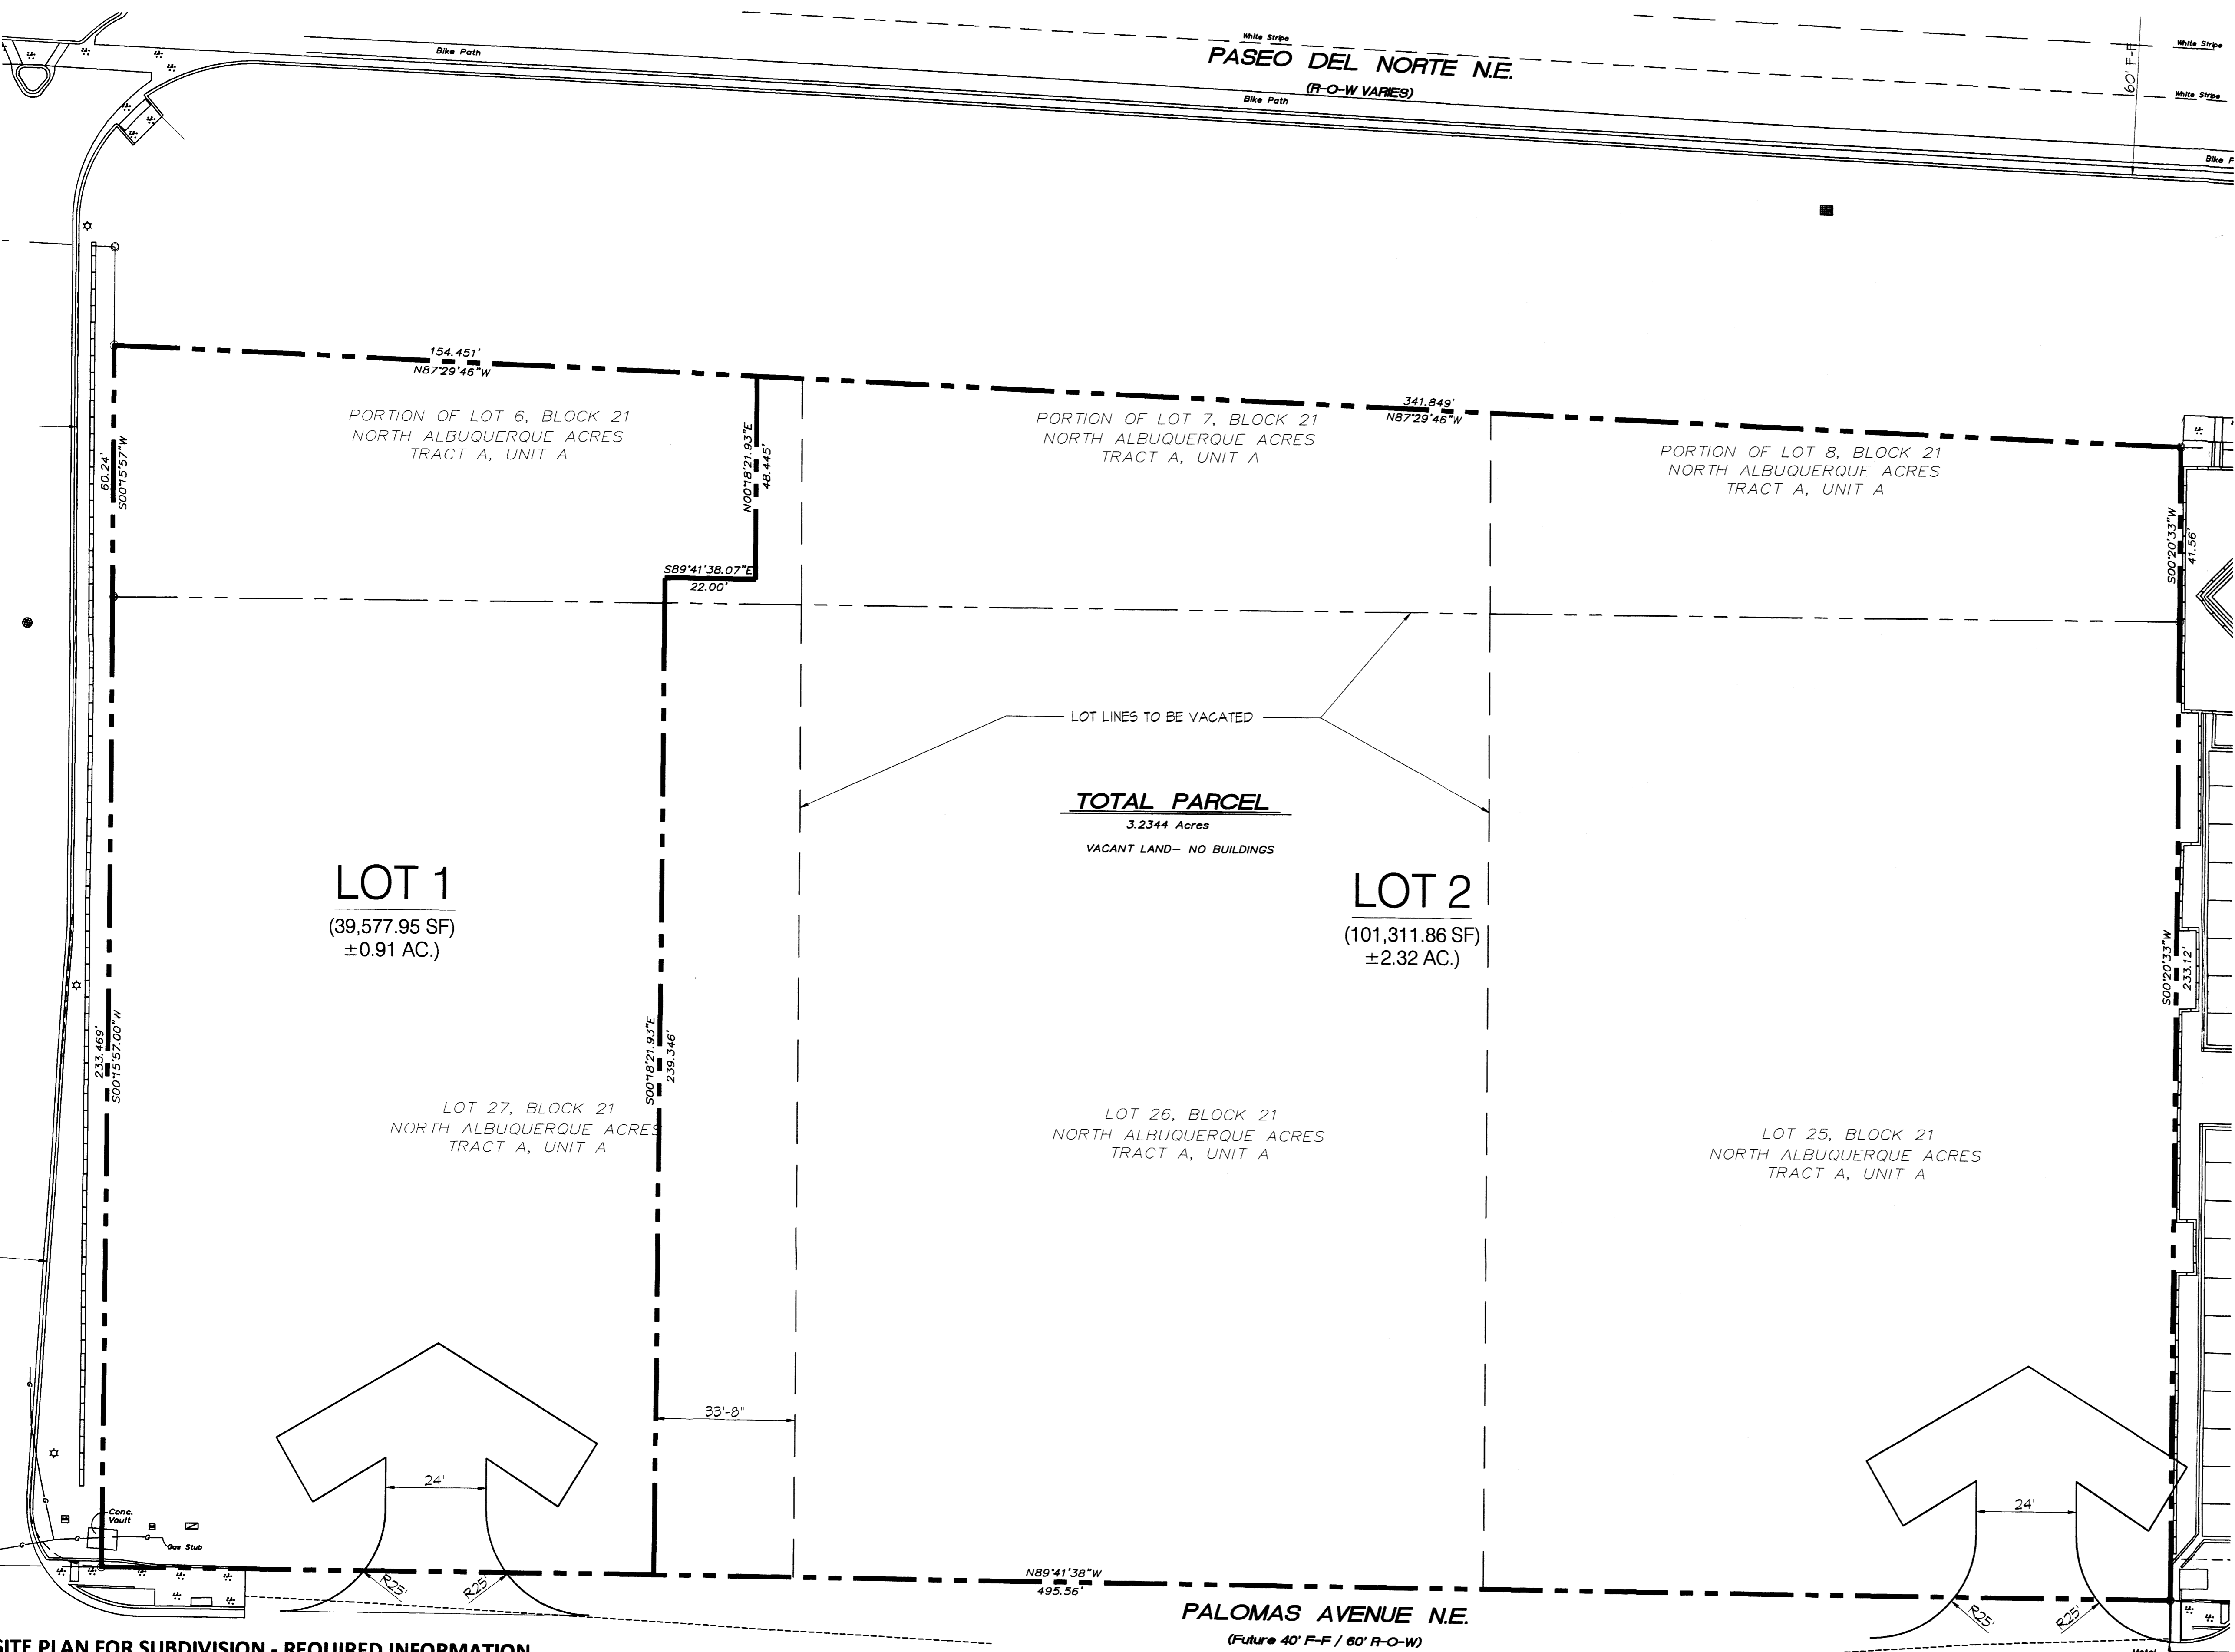 White Stripe
White Stripe
Bike Path
PASEO DEL NORTE N.E.
60' F-F
(R-O-W VARIES)
White Stripe
Bike Path
Bike
154.451'
N87°29'46"W
341.849'
N87°29'46"W
PORTION OF LOT 6, BLOCK 21
NORTH ALBUQUERQUE ACRES
TRACT A, UNIT A
PORTION OF LOT 7, BLOCK 21
NORTH ALBUQUERQUE ACRES
TRACT A, UNIT A
PORTION OF LOT 8, BLOCK 21
NORTH ALBUQUERQUE ACRES
TRACT A, UNIT A
60.24'
S00°15'57"W
N00°18'21.93"E
48.445'
S00°20'33"W
41.56'
S89°41'38.07"E
22.00'
LOT LINES TO BE VACATED
TOTAL PARCEL
3.2344 Acres
VACANT LAND- NO BUILDINGS
LOT 1
(39,577.95 SF)
±0.91 AC.)
LOT 2
(101,311.86 SF)
±2.32 AC.)
S00°20'33"W
233.12'
233.469'
S00°15'57.00"W
S00°18'21.93"E
239.346'
LOT 27, BLOCK 21
NORTH ALBUQUERQUE ACRES
TRACT A, UNIT A
LOT 26, BLOCK 21
NORTH ALBUQUERQUE ACRES
TRACT A, UNIT A
LOT 25, BLOCK 21
NORTH ALBUQUERQUE ACRES
TRACT A, UNIT A
33'-8"
24'
24'
G
G
Conc.
Vault
G
G
G
Gas Stub
R25'
R25'
N89°41'38"W
495.56'
R25'
R25'
PALOMAS AVENUE N.E.
(Future 40' F-F / 60' R-O-W)
SITE PLAN FOR SUBDIVISION - REQUIRED INFORMATION